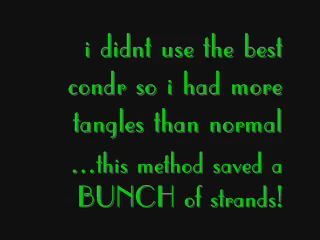 i didnt use the best
condr so i had more
tangles than normal
...this method saved a
BUNCH of strands!